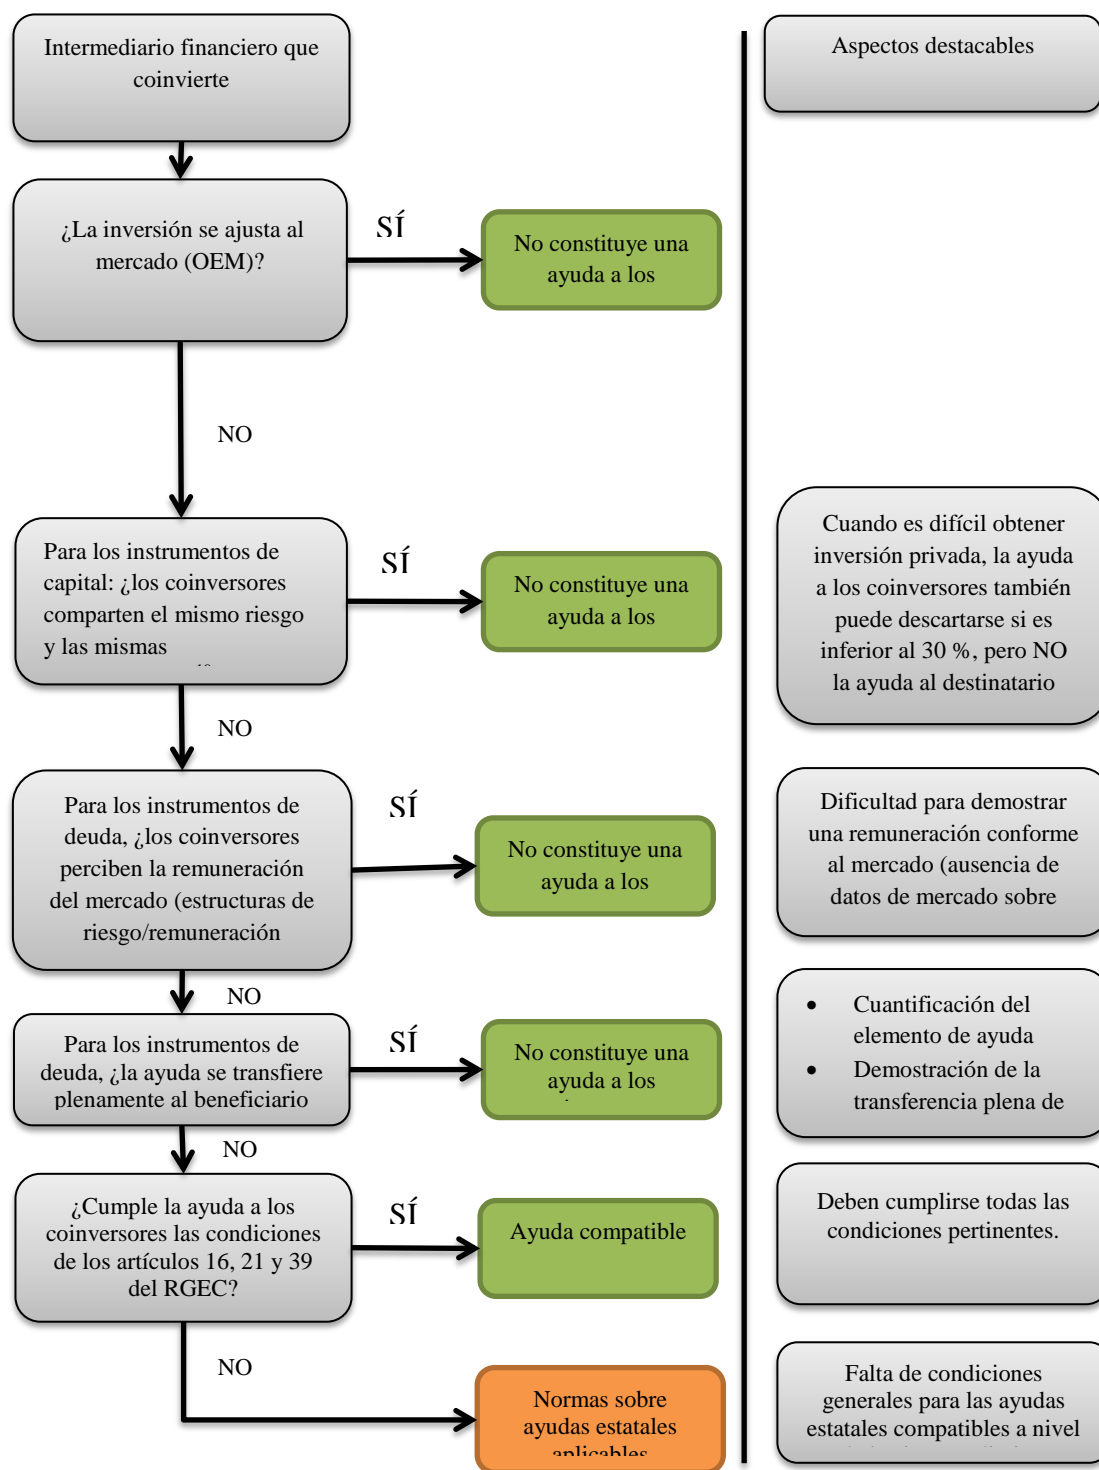 Intermediario financiero que
coinvierte
Aspectos destacables
¿La inversión se ajusta al
mercado (OEM)?
SÍ
No constituye una
ayuda a los
NO
Para los instrumentos de
capital: ¿los coinversores
comparten el mismo riesgo
y las mismas
SÍ
No constituye una
ayuda a los
Cuando es difícil obtener
inversión privada, la ayuda
a los coinversores también
puede descartarse si es
inferior al 30 %, pero NO
la ayuda al destinatario
NO
Para los instrumentos de
deuda, ¿los coinversores
perciben la remuneración
del mercado (estructuras de
riesgo/remuneración
SÍ
No constituye una
ayuda a los
Dificultad para demostrar
una remuneración conforme
al mercado (ausencia de
datos de mercado sobre
NO
Para los instrumentos de
deuda, ¿la ayuda se transfiere
plenamente al beneficiario
SÍ
No constituye una
ayuda a los
• Cuantificación del
elemento de ayuda
• Demostración de la
transferencia plena de
NO
¿Cumple la ayuda a los
coinversores las condiciones
de los artículos 16, 21 y 39
del RGEC?
SÍ
Ayuda compatible
Deben cumplirse todas las
condiciones pertinentes.
NO
Normas sobre
ayudas estatales
aplicables
Falta de condiciones
generales para las ayudas
estatales compatibles a nivel